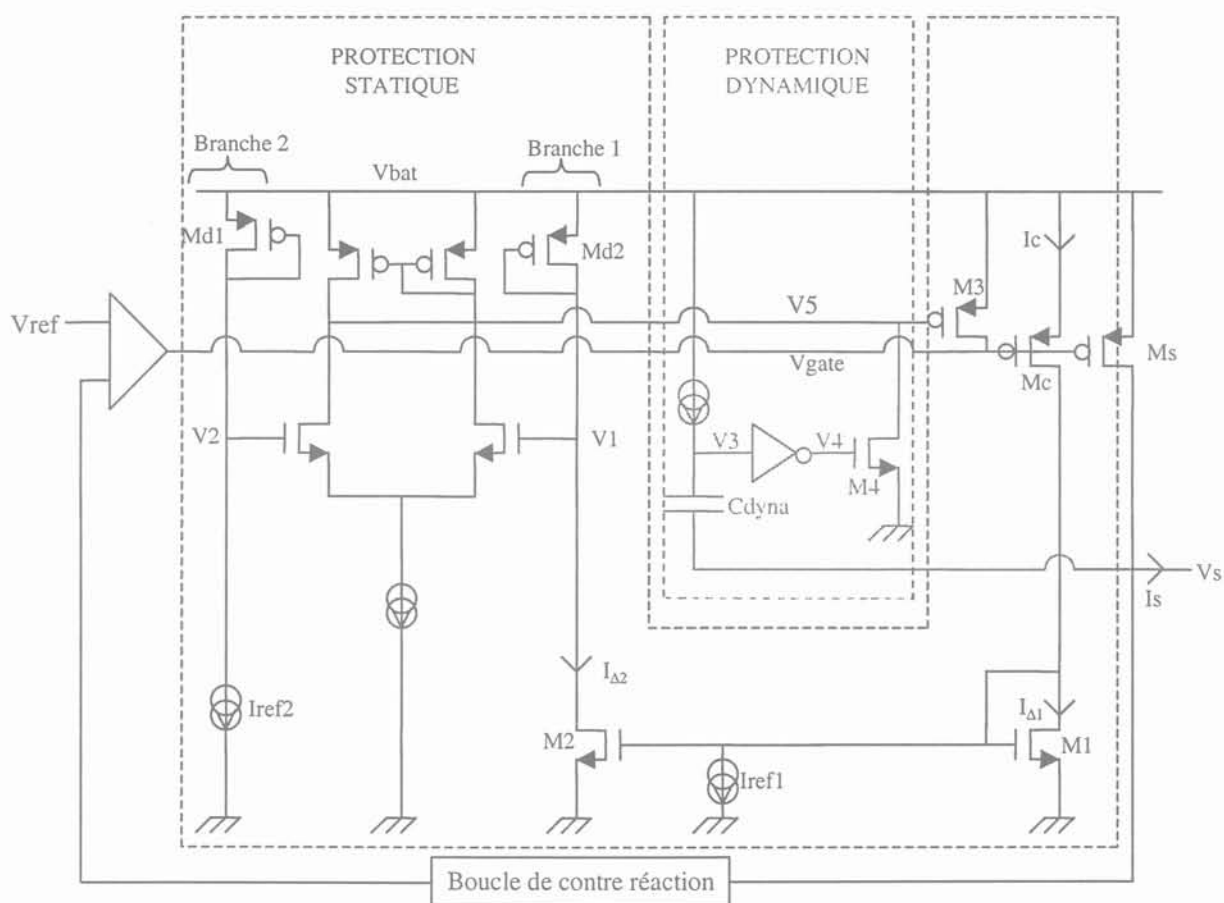 PROTECTION
STATIQUE
PROTECTION
DYNAMIQUE
Branche 2
Vbat
Branche 1
Md1
Md2
Ic
M3
Vref
V5
Vgate
Mc
Ms
V2
V1
V3
V4
M4
Cdyna
Vs
Is
IΔ2
IΔ1
Iref2
M2
Iref1
M1
Boucle de contre réaction